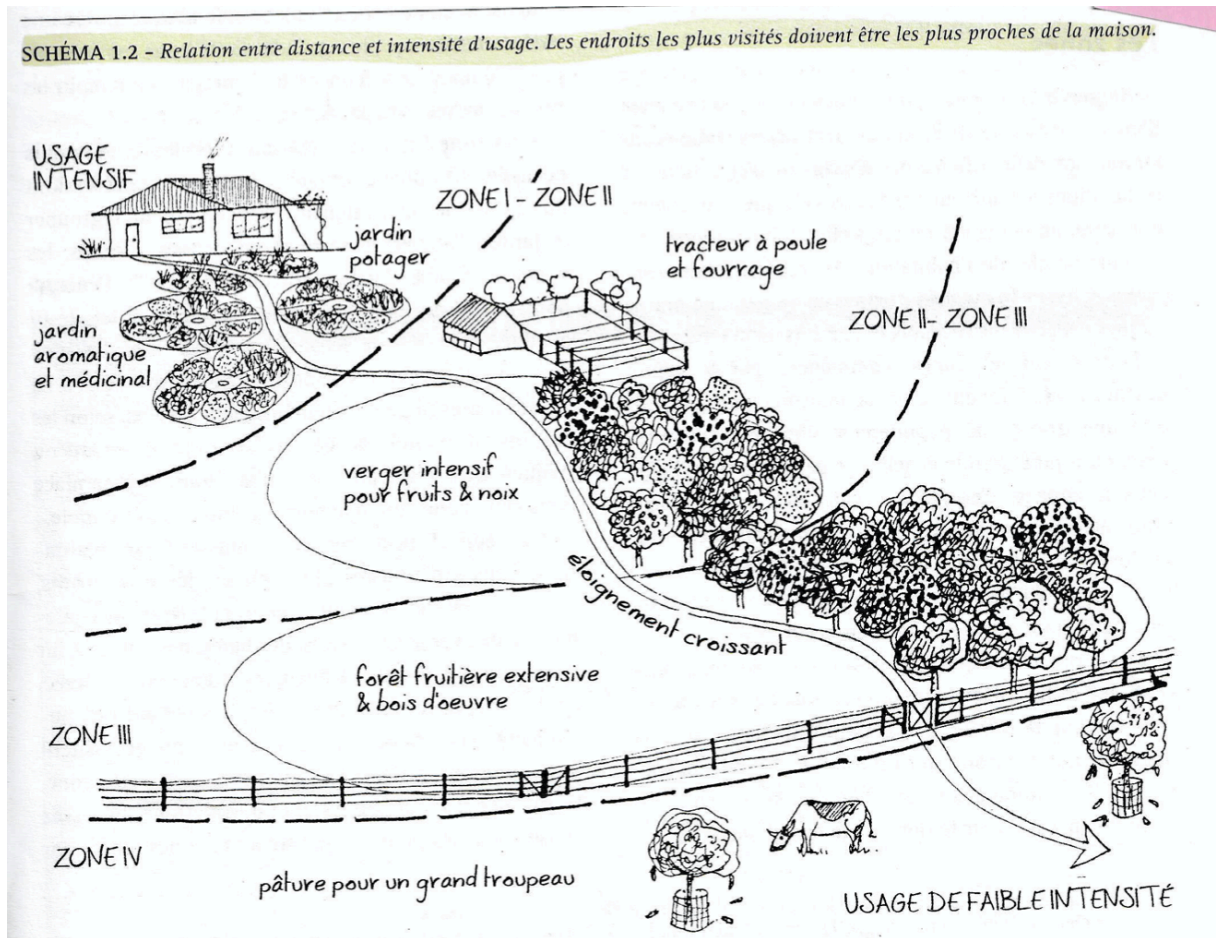 SCHÉMA 1.2 – Relation entre distance et intensité d'usage. Les endroits les plus visités doivent être les plus proches de la maison.
USAGE
INTENSIF
ZONE I - ZONE II
jardin
potager
tracteur à poule
et fourrage
ZONE II - ZONE III
jardin
aromatique
et médicinal
verger intensif
pour fruits & noix
éloignement croissant
forêt fruitière extensive
& bois d'oeuvre
ZONE III
ZONE IV
pâture pour un grand troupeau
USAGE DE FAIBLE INTENSITÉ